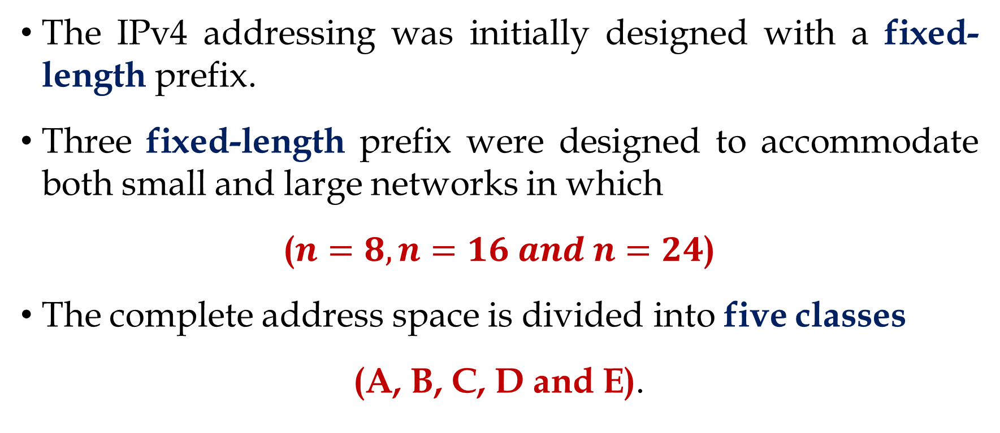 • The IPv4 addressing was initially designed with a fixed-
length prefix.
• Three fixed-length prefix were designed to accommodate
both small and large networks in which
(n = 8, n = 16 and n = 24)
• The complete address space is divided into five classes
(A, B, C, D and E).